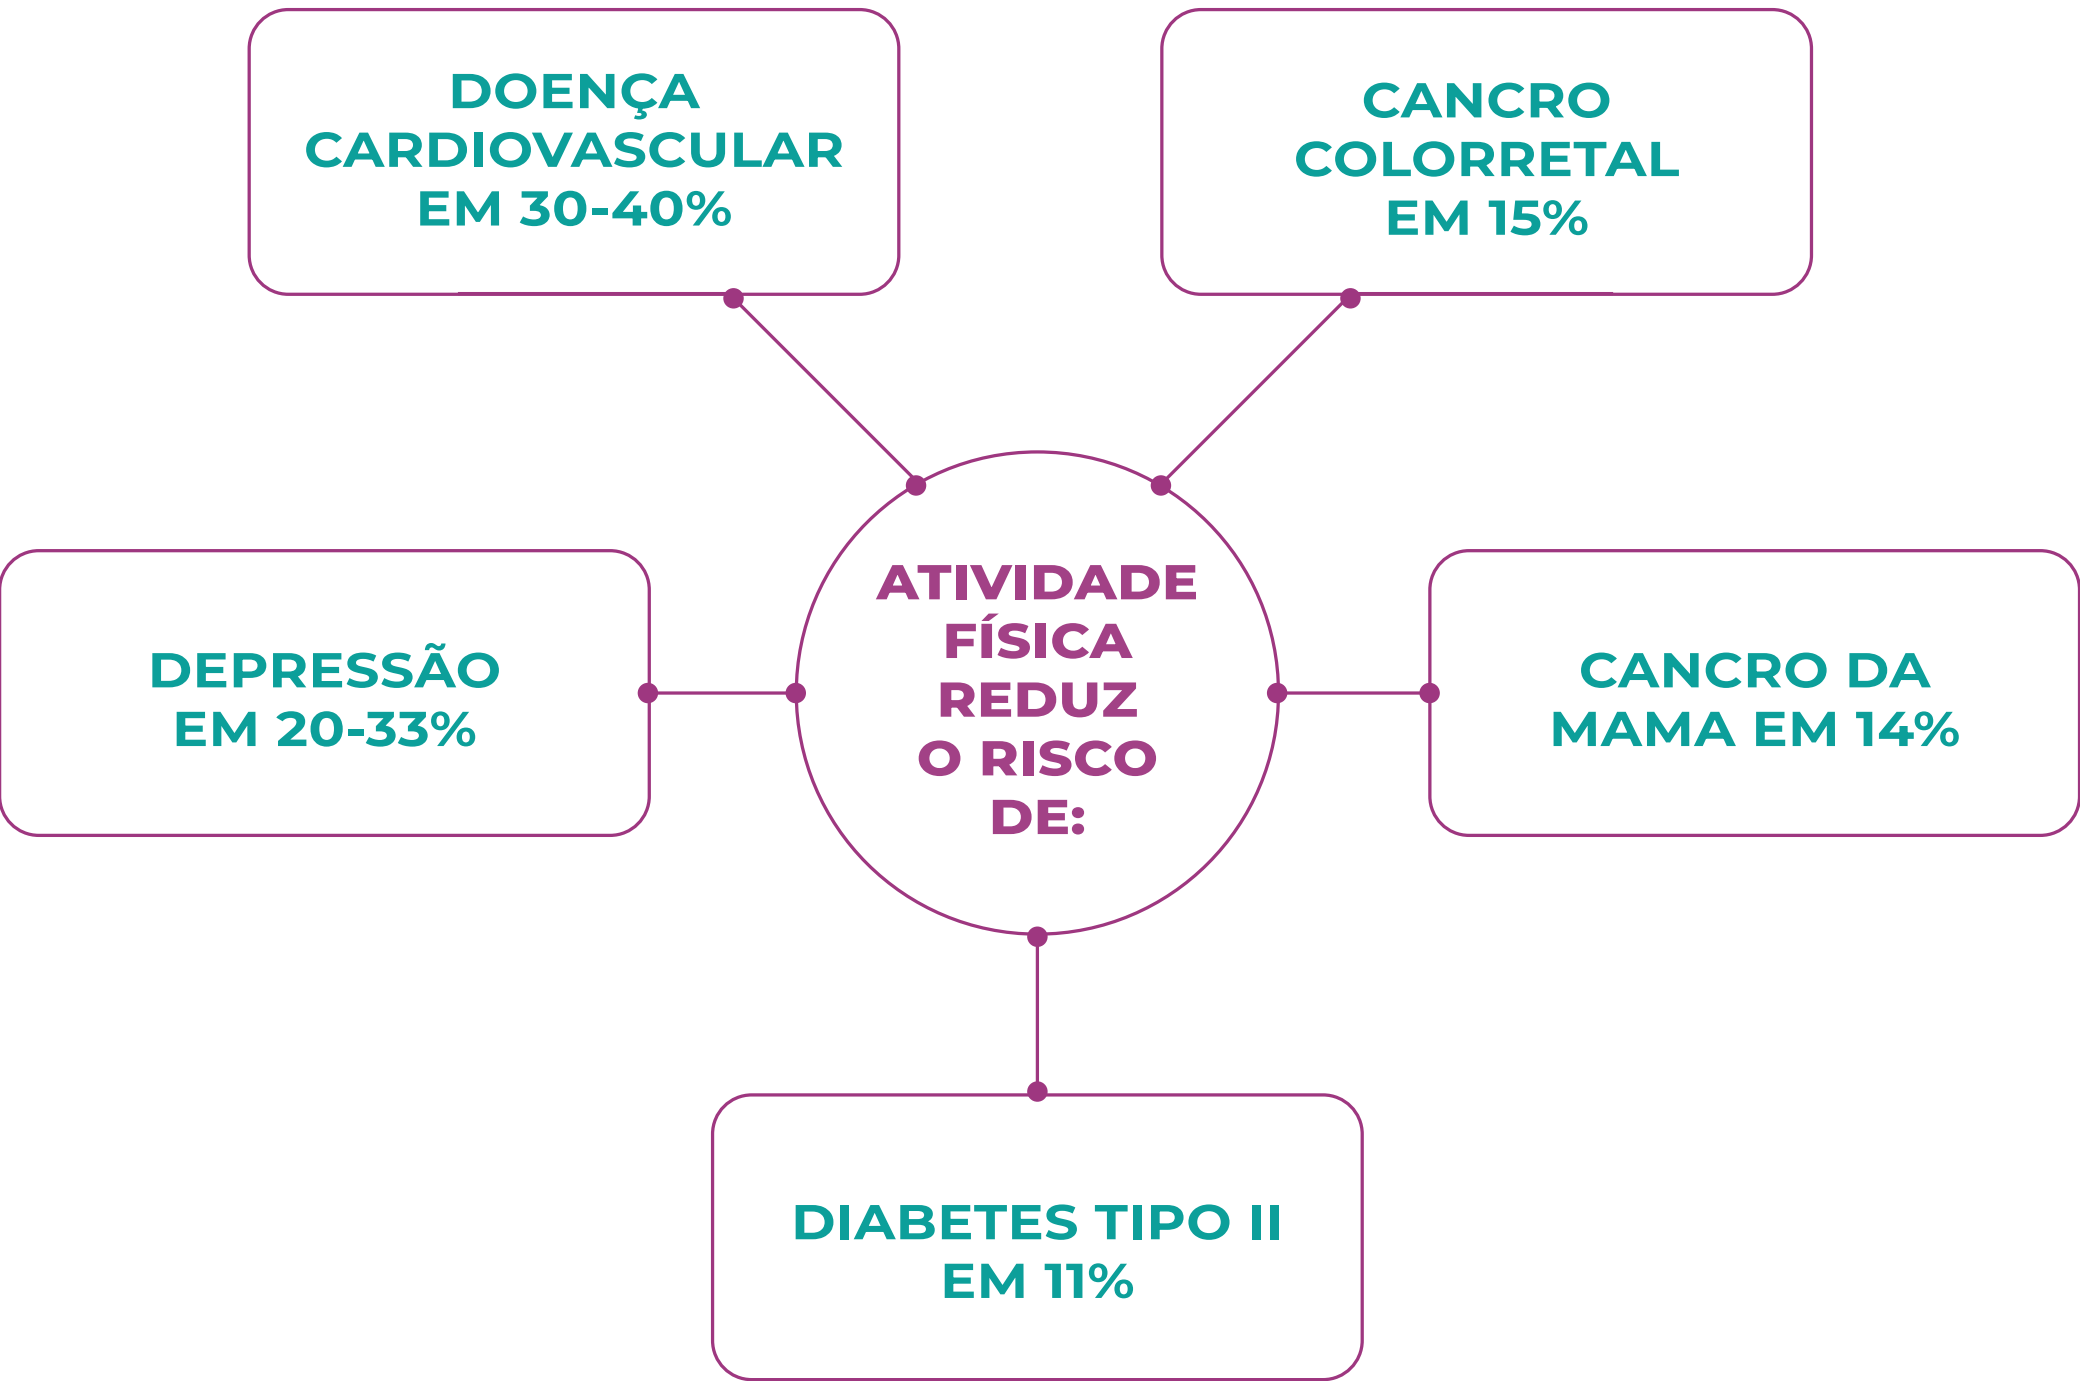 DOENÇA
CARDIOVASCULAR
EM 30-40%
CANCRO
COLORRETAL
EM 15%
DEPRESSÃO
EM 20-33%
ATIVIDADE
FÍSICA
REDUZ
O RISCO
DE:
CANCRO DA
MAMA EM 14%
DIABETES TIPO II
EM 11%